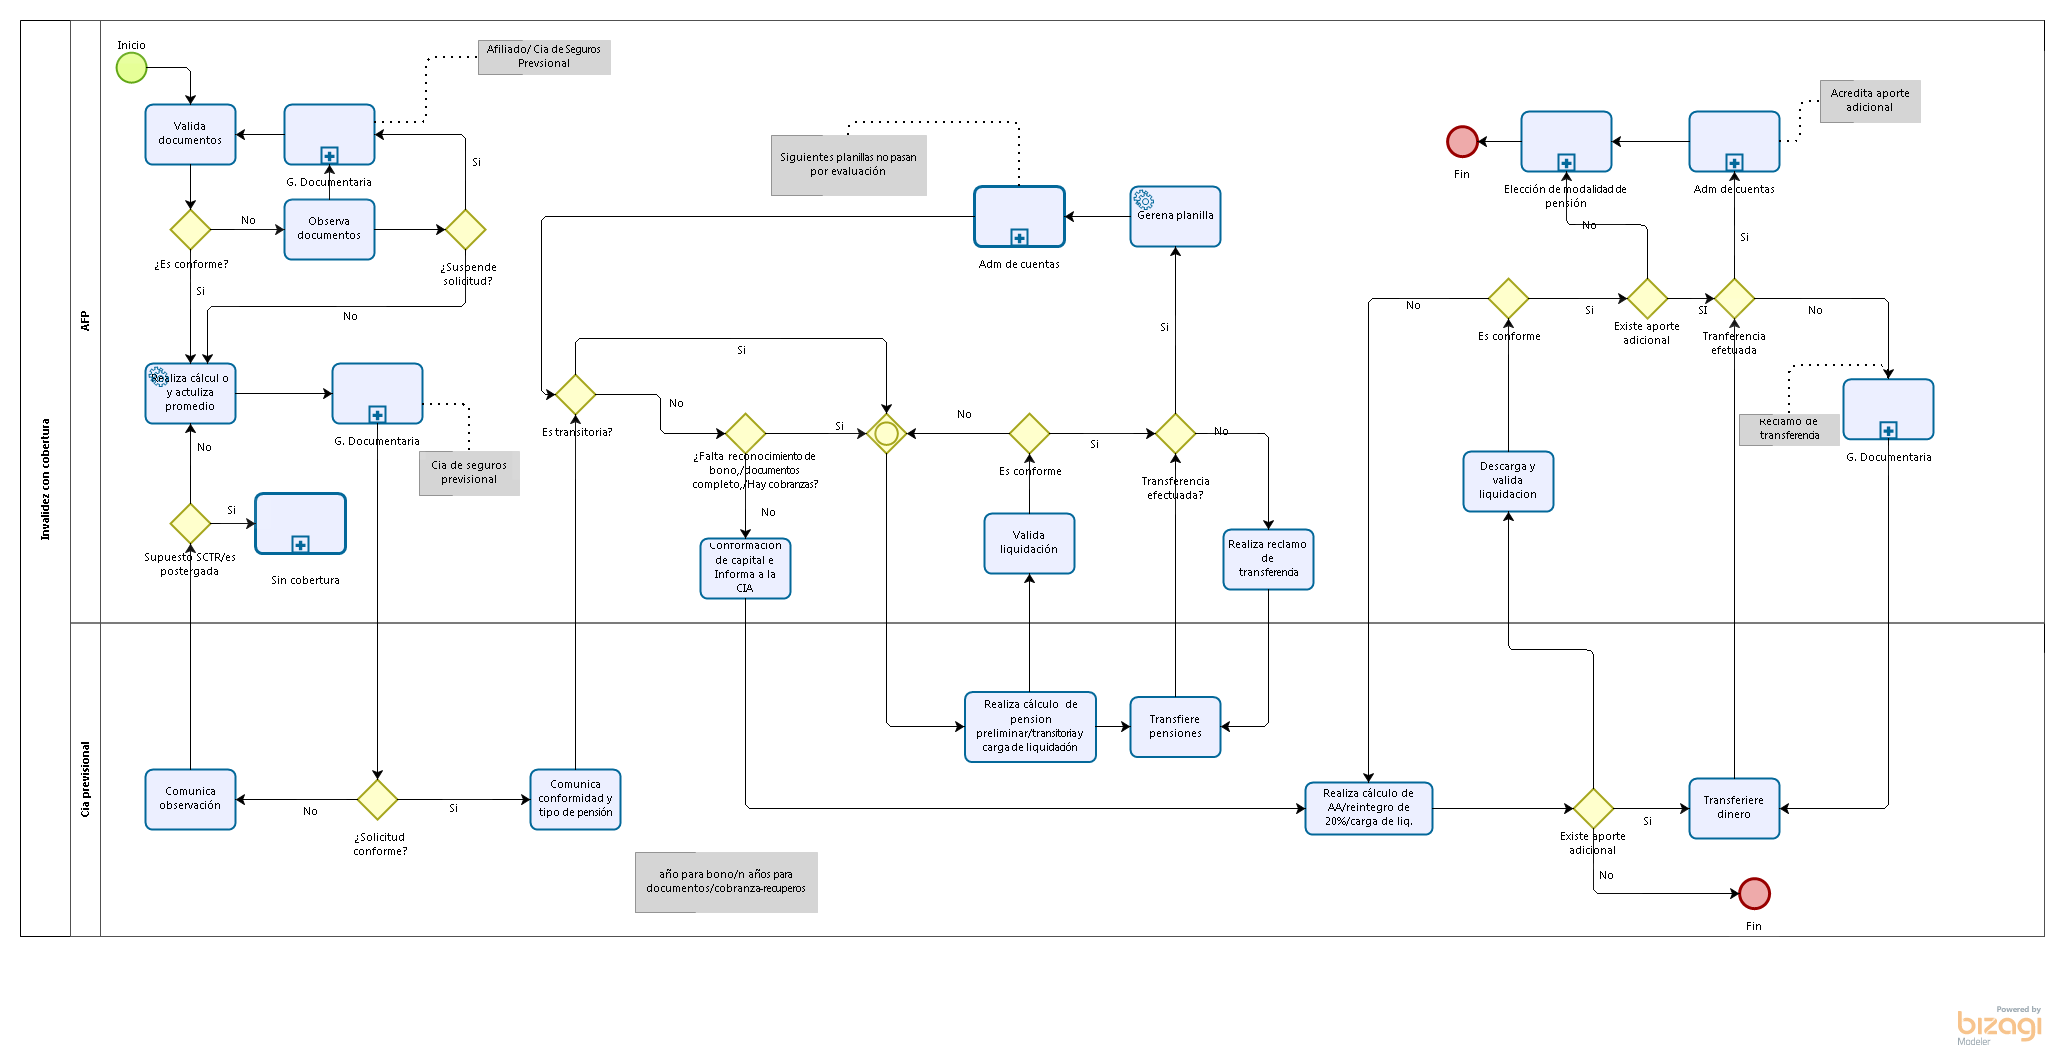 Invalidez con cobertura
AFP
Inicio
Afiliado/ Cia de Seguros
Prevsional
Valida
documentos
G. Documentaria
Si
No
Observa
documentos
¿Es conforme?
¿Suspende
solicitud?
Si
No
Realiza cálculo
y actuliza
promedio
G. Documentaria
Cia de seguros
previsional
No
Si
Supuesto SCTR/es
postergada
Sin cobertura
Siguientes planillas no pasan
por evaluación
Adm de cuentas
Gerena planilla
Si
Es transitoria?
No
¿Falta reconocimiento de
bono,/documentos
completo,/Hay cobranzas?
Si
No
Conformacion
de capital e
Informa a la
CIA
No
Es conforme
Si
Valida
liquidación
Si
Transferencia
efectuada?
No
Realiza reclamo
de
transferencia
Fin
Elección de modalidad de
pensión
Adm de cuentas
Acredita aporte
adicional
No
Si
No
Es conforme
Si
Existe aporte
adicional
SI
Tranferencia
efetuada
No
Reclamo de
transferencia
G. Documentaria
Descarga y
valida
liquidacion
Cia previsional
Comunica
observación
No
¿Solicitud
conforme?
Si
Comunica
conformidad y
tipo de pensión
año para bono/n años para
documentos/cobranza-recuperos
Realiza cálculo de
pension
preliminar/transitoria y
carga de liquidación
Transfiere
pensiones
Realiza cálculo de
AA/reintegro de
20%/carga de liq.
Existe aporte
adicional
Si
No
Transferiere
dinero
Fin
Powered by
bizagi
Modeler